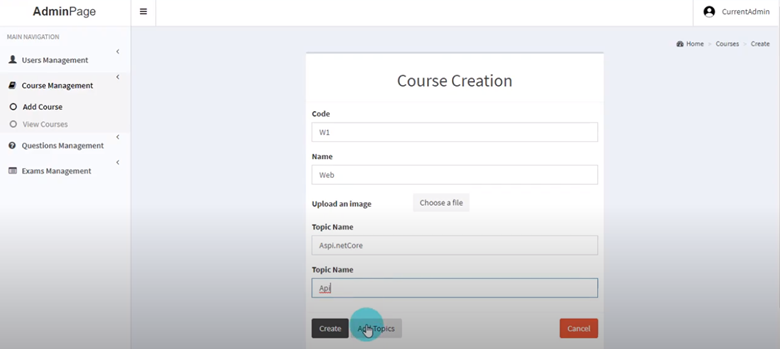 AdminPage
CurrentAdmin
MAIN NAVIGATION
Users Management
Course Management
Add Course
View Courses
Questions Management
Exams Management
Home > Courses > Create
Course Creation
Code
W1
Name
Web
Upload an image
Choose a file
Topic Name
Aspi.netCore
Topic Name
Api
Create
Add Topics
Cancel